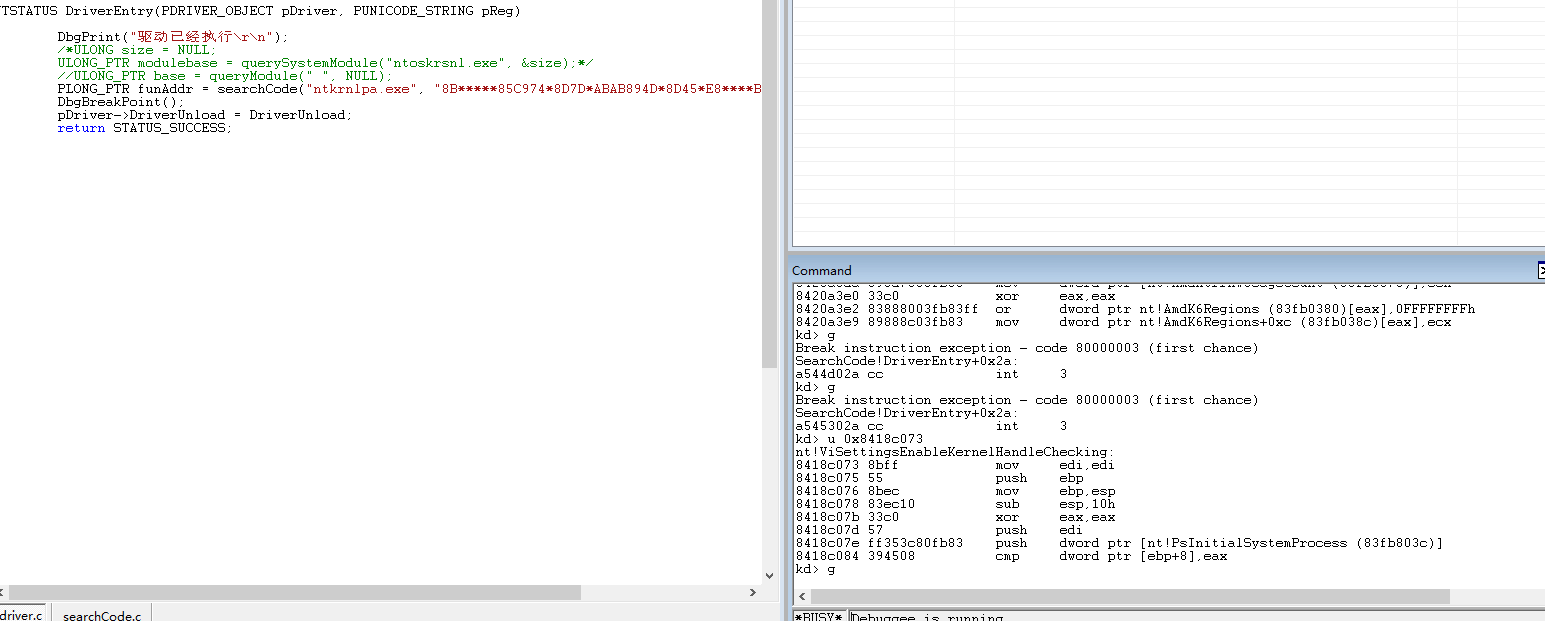 TSTATUS DriverEntry(PDRIVER_OBJECT pDriver, PUNICODE_STRING pReg)
DbgPrint("驱动已经执行\r\n");
/*ULONG size = NULL;
ULONG_PTR modulebase = querySystemModule("ntoskrsnl.exe", &size);*/
//ULONG_PTR base = queryModule(" ", NULL);
PLONG_PTR funAddr = searchCode("ntkrnlpa.exe", "8B*****85C974*8D7D*ABAB894D*8D45*E8****B
DbgBreakPoint();
pDriver->DriverUnload = DriverUnload;
return STATUS_SUCCESS;
driver.c searchCode.c
Command
8420a3e0 33c0 xor eax,eax
8420a3e2 83888003fb83ff or dword ptr nt!AmdK6Regions (83fb0380)[eax],0FFFFFFFFh
8420a3e9 89888c03fb83 mov dword ptr nt!AmdK6Regions+0xc (83fb038c)[eax],ecx
kd> g
Break instruction exception - code 80000003 (first chance)
SearchCode!DriverEntry+0x2a:
a544d02a cc int 3
kd> g
Break instruction exception - code 80000003 (first chance)
SearchCode!DriverEntry+0x2a:
a545302a cc int 3
kd> u 0x8418c073
nt!ViSettingsEnableKernelHandleChecking:
8418c073 8bff mov edi,edi
8418c075 55 push ebp
8418c076 8bec mov ebp,esp
8418c078 83ec10 sub esp,10h
8418c07b 33c0 xor eax,eax
8418c07d 57 push edi
8418c07e ff353c80fb83 push dword ptr [nt!PsInitialSystemProcess (83fb803c)]
8418c084 394508 cmp dword ptr [ebp+8],eax
kd> g
*BUSY* Debuggee is running